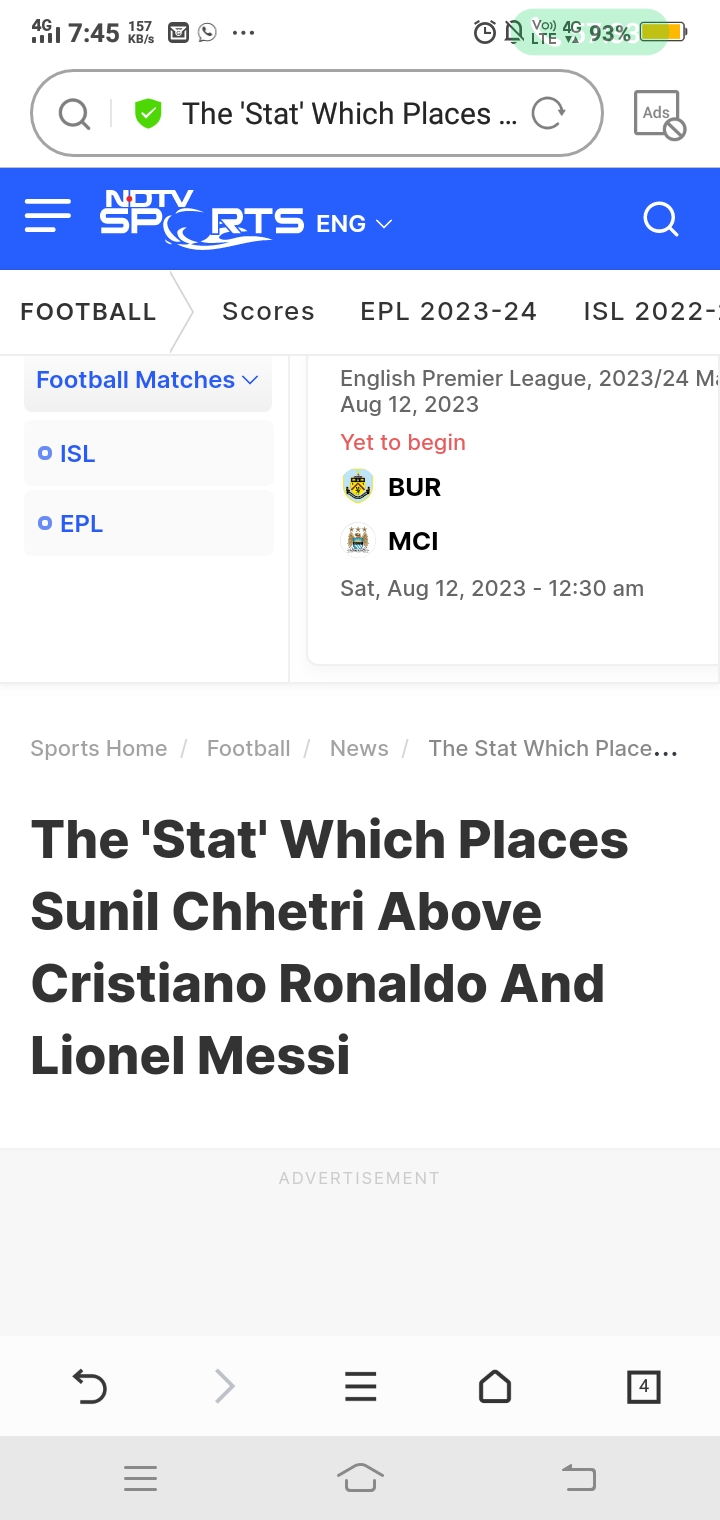 4G 7:45 157 KB/s ... Vo)) LTE 4G 93%
The 'Stat' Which Places ... Ads
NDTV
SPORTS ENG
FOOTBALL Scores EPL 2023-24 ISL 2022-
Football Matches
ISL
EPL
English Premier League, 2023/24 Ma
Aug 12, 2023
Yet to begin
BUR
MCI
Sat, Aug 12, 2023 - 12:30 am
Sports Home / Football / News / The Stat Which Place...
The 'Stat' Which Places
Sunil Chhetri Above
Cristiano Ronaldo And
Lionel Messi
ADVERTISEMENT
4